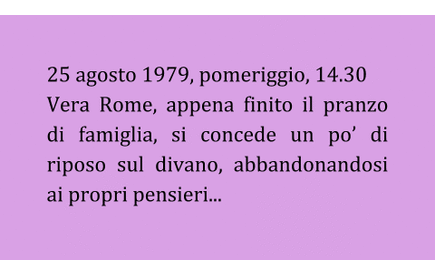 25 agosto 1979, pomeriggio, 14.30
Vera Rome, appena finito il pranzo
di famiglia, si concede un po’ di
riposo sul divano, abbandonandosi
ai propri pensieri...